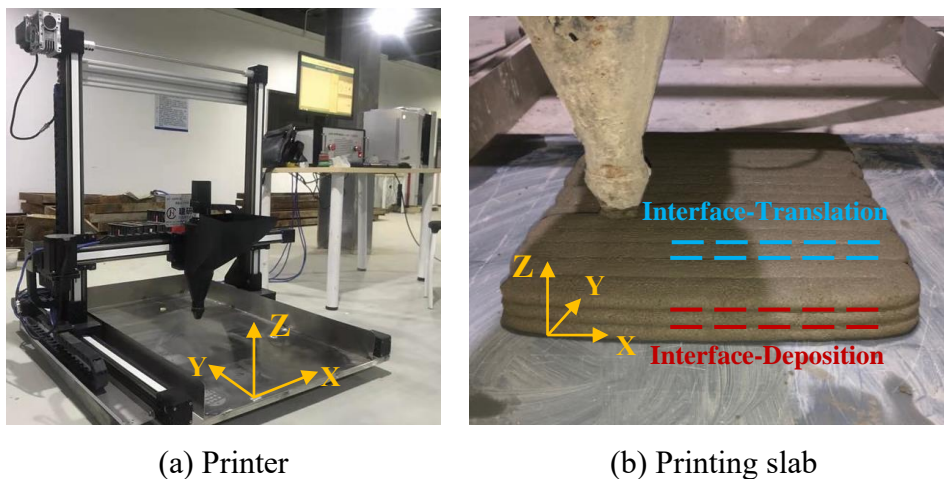 Z
Y
X
Interface-Translation
Z
Y
X
Interface-Deposition
(a) Printer
(b) Printing slab